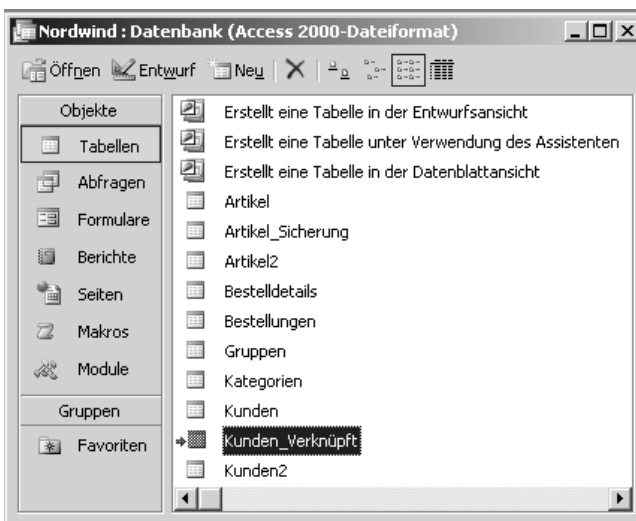 Nordwind : Datenbank (Access 2000-Dateiformat)
Öffnen Entwurf Neu
Objekte
Tabellen
Abfragen
Formulare
Berichte
Seiten
Makros
Module
Gruppen
Favoriten
Erstellt eine Tabelle in der Entwurfsansicht
Erstellt eine Tabelle unter Verwendung des Assistenten
Erstellt eine Tabelle in der Datenblattansicht
Artikel
Artikel_Sicherung
Artikel2
Bestelldetails
Bestellungen
Gruppen
Kategorien
Kunden
Kunden_Verknüpft
Kunden2